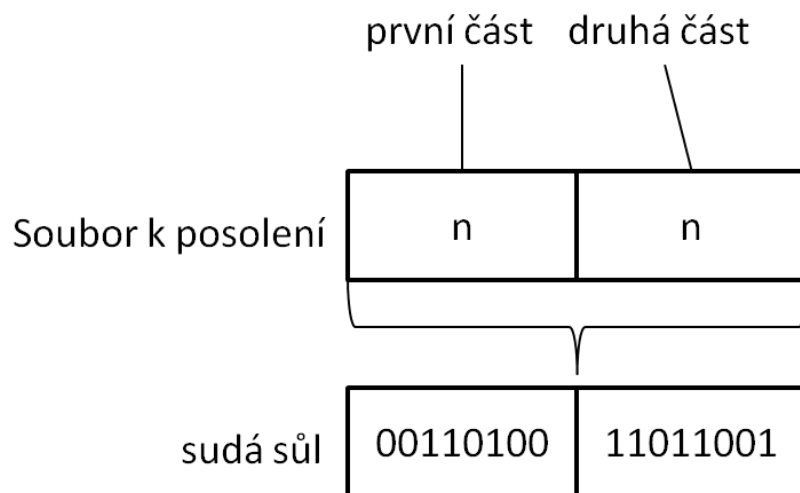 první část druhá část
Soubor k posolení n n
sudá sůl 00110100 11011001